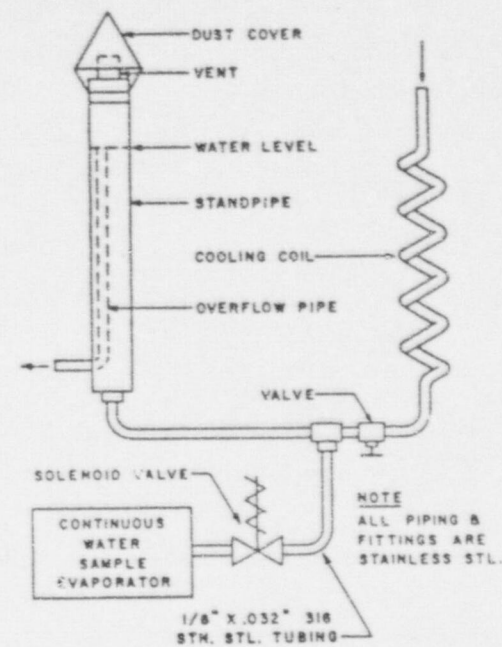 DUST COVER
VENT
WATER LEVEL
STANDPIPE
COOLING COIL
OVERFLOW PIPE
VALVE
SOLENOID VALVE
NOTE
ALL PIPING &
FITTINGS ARE
STAINLESS STL.
CONTINUOUS
WATER
SAMPLE
EVAPORATOR
1/8" X .032" 316
STN. STL. TUBING